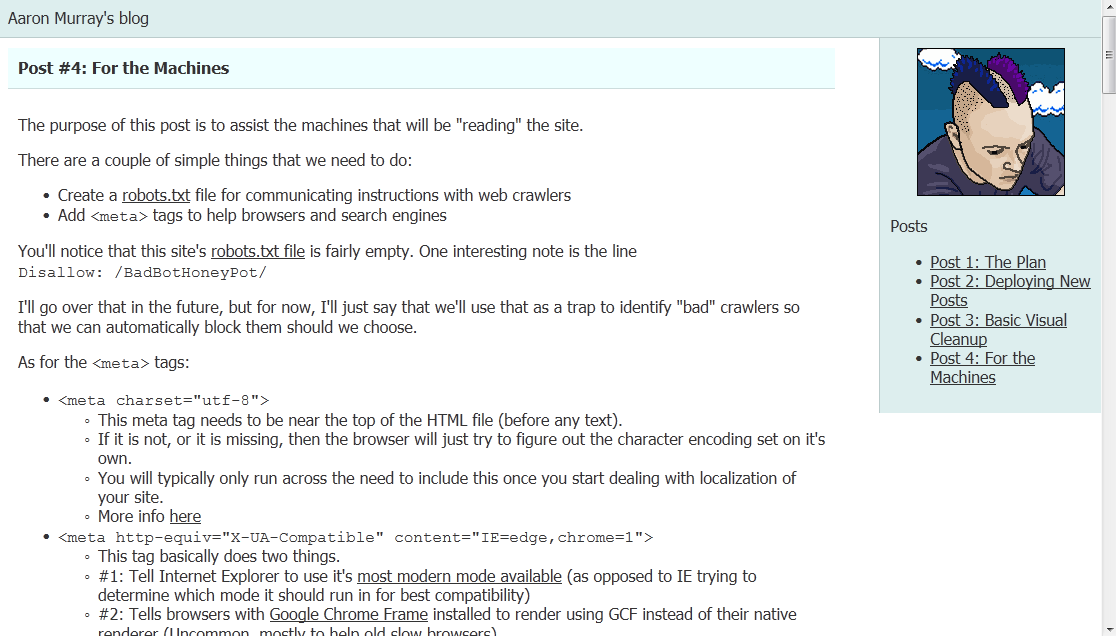 Aaron Murray's blog
Post #4: For the Machines
The purpose of this post is to assist the machines that will be "reading" the site.
There are a couple of simple things that we need to do:
• Create a robots.txt file for communicating instructions with web crawlers
• Add <meta> tags to help browsers and search engines
You'll notice that this site's robots.txt file is fairly empty. One interesting note is the line
Disallow: /BadBotHoneyPot/
I'll go over that in the future, but for now, I'll just say that we'll use that as a trap to identify "bad" crawlers so
that we can automatically block them should we choose.
As for the <meta> tags:
• <meta charset="utf-8">
◦ This meta tag needs to be near the top of the HTML file (before any text).
◦ If it is not, or it is missing, then the browser will just try to figure out the character encoding set on it's
own.
◦ You will typically only run across the need to include this once you start dealing with localization of
your site.
◦ More info here
• <meta http-equiv="X-UA-Compatible" content="IE=edge,chrome=1">
◦ This tag basically does two things.
◦ #1: Tell Internet Explorer to use it's most modern mode available (as opposed to IE trying to
determine which mode it should run in for best compatibility)
◦ #2: Tells browsers with Google Chrome Frame installed to render using GCF instead of their native
renderer (Uncommon, mostly to help old slow browsers)
Posts
• Post 1: The Plan
• Post 2: Deploying New
Posts
• Post 3: Basic Visual
Cleanup
• Post 4: For the
Machines